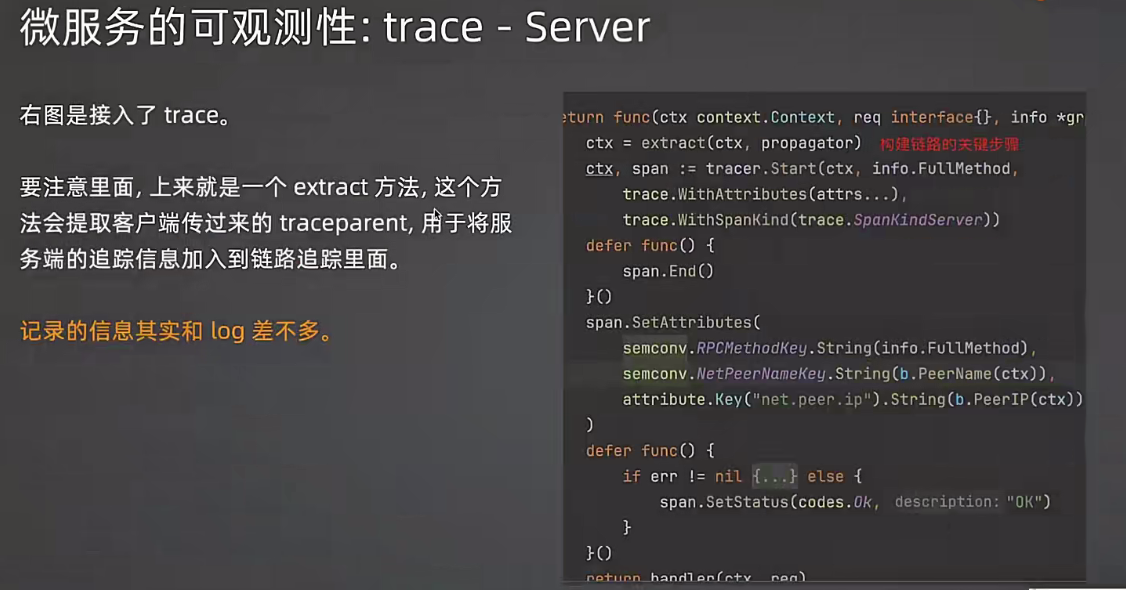 微服务的可观测性: trace - Server
右图是接入了 trace。
要注意里面, 上来就是一个 extract 方法, 这个方
法会提取客户端传过来的 traceparent, 用于将服
务端的追踪信息加入到链路追踪里面。
记录的信息其实和 log 差不多。
eturn func(ctx context.Context, req interface{}, info *gr
ctx = extract(ctx, propagator) 构建链路的关键步骤
ctx, span := tracer.Start(ctx, info.FullMethod,
trace.WithAttributes(attrs...),
trace.WithSpanKind(trace.SpanKindServer))
defer func() {
span.End()
}()
span.SetAttributes(
semconv.RPCMethodKey.String(info.FullMethod),
semconv.NetPeerNameKey.String(b.PeerName(ctx)),
attribute.Key("net.peer.ip").String(b.PeerIP(ctx))
)
defer func() {
if err != nil {...} else {
span.SetStatus(codes.Ok, description: "OK")
}
}()
return handler(ctx, req)